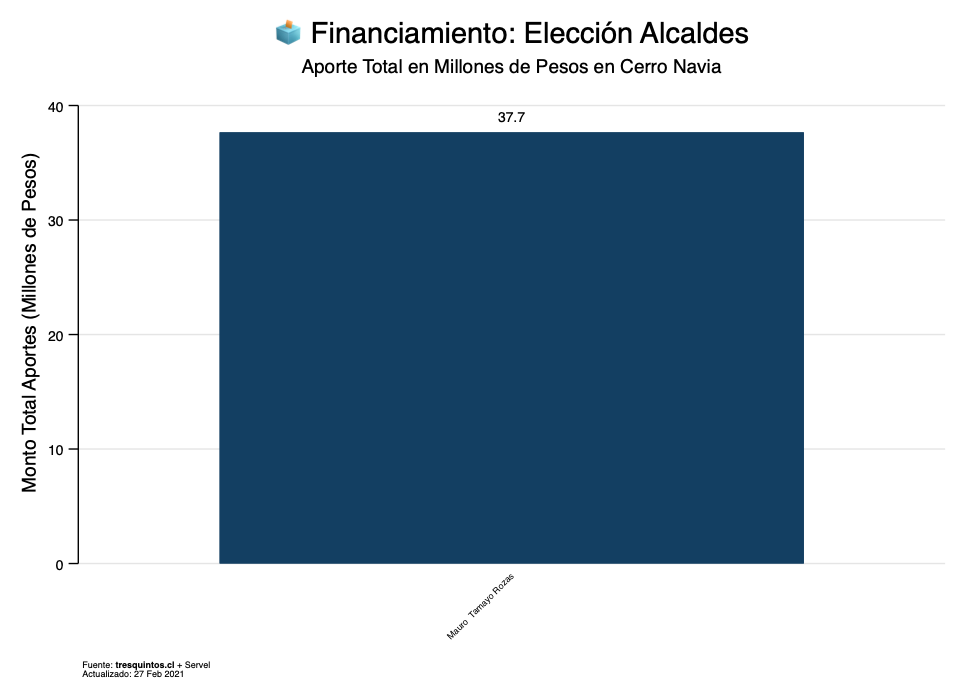 Financiamiento: Elección Alcaldes
Aporte Total en Millones de Pesos en Cerro Navia
Monto Total Aportes (Millones de Pesos)
40
30
20
10
0
37.7
Mauro Tamayo Rozas
Fuente: tresquintos.cl + Servel
Actualizado: 27 Feb 2021